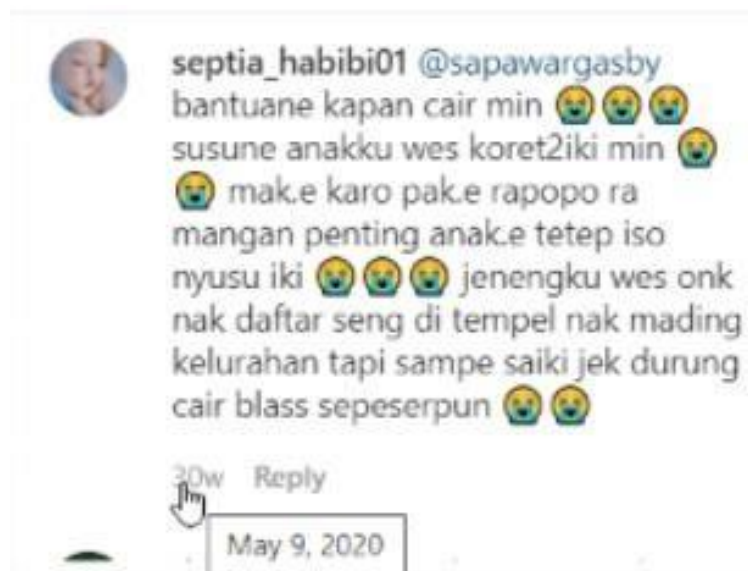 septia_habibi01 @sapawargasby
bantuane kapan cair min 😭😭😭
susune anakku wes koret2iki min 😭
😭 mak.e karo pak.e rapopo ra
mangan penting anak.e tetep iso
nyusu iki 😭😭😭 jenengku wes onk
nak daftar seng di tempel nak mading
kelurahan tapi sampe saiki jek durung
cair blass sepeserpun 😭😭
30w Reply
May 9, 2020